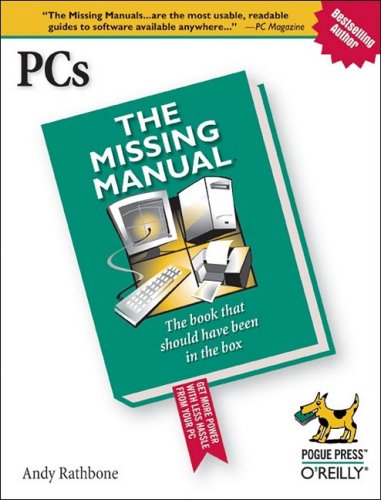 "The Missing Manuals...are the most usable, readable
guides to software available anywhere..." —PC Magazine
Bestselling
Author
PCs
THE
MISSING
MANUAL
The book that
should have been
in the box
GET MORE POWER
WITH LESS HASSLE
FROM YOUR PC
Andy Rathbone
POGUE PRESS™
O'REILLY®